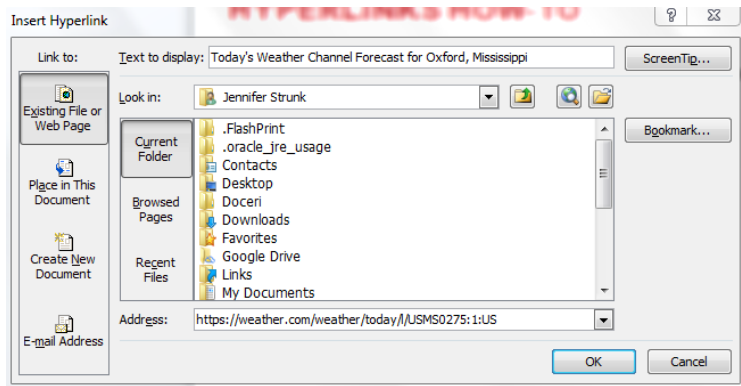 HYPERLINKS HOW-TO
Insert Hyperlink
Link to:
Text to display: Today's Weather Channel Forecast for Oxford, Mississippi
ScreenTip...
Existing File or
Web Page
Look in: Jennifer Strunk
Current
Folder
.FlashPrint
.oracle_jre_usage
Contacts
Desktop
Doceri
Downloads
Favorites
Google Drive
Links
My Documents
Bookmark...
Place in This
Document
Browsed
Pages
Create New
Document
Recent
Files
E-mail Address
Address: https://weather.com/weather/today/l/USMS0275:1:US
OK
Cancel